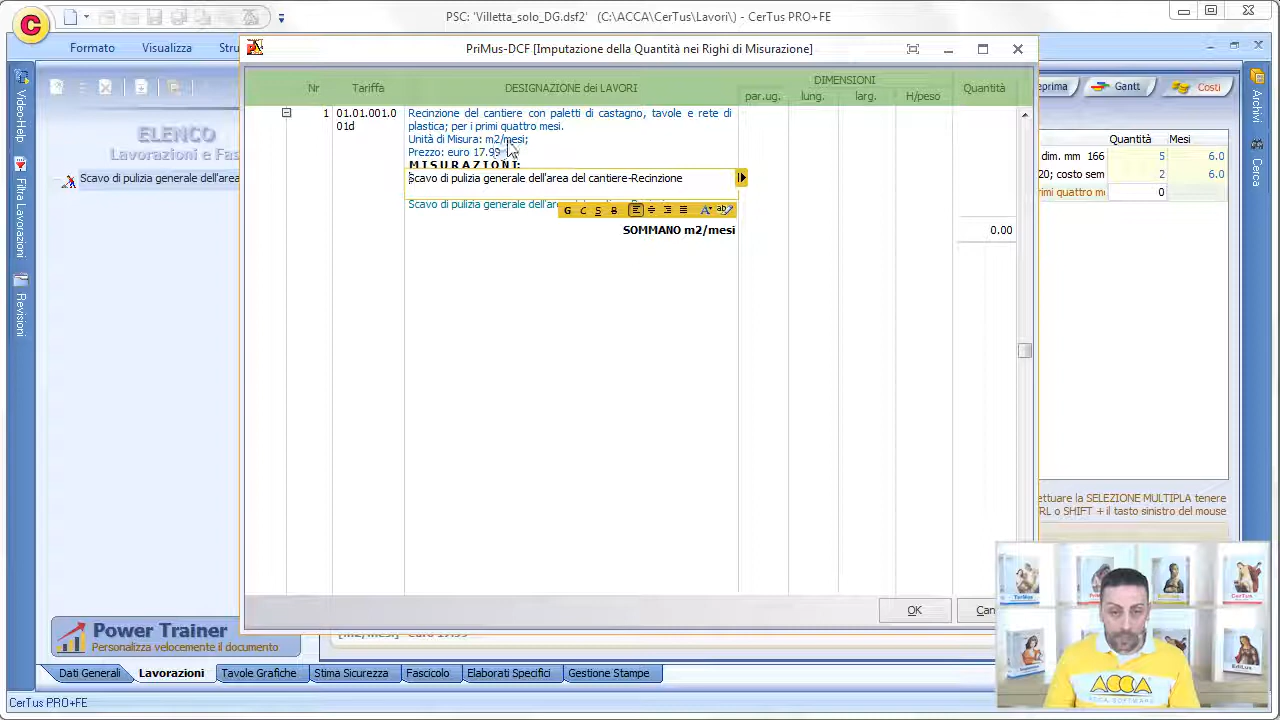 PSC: 'Villetta_solo_DG.dsf2' (C:\ACCA\CerTus\Lavori\) - CerTus PRO+FE
Formato
Visualizza
PriMus-DCF [Imputazione della Quantità nei Righi di Misurazione]
Video-Help
Filtra Lavorazioni
Revisioni
ELENCO
Scavo di pulizia generale dell'area
Nr
Tariffa
DESIGNAZIONE dei LAVORI
DIMENSIONI
par.ug.
lung.
larg.
H/peso
Quantità
1
01.01.001.0
01d
Recinzione del cantiere con paletti di castagno, tavole e rete di
plastica; per i primi quattro mesi.
Unità di Misura: m2/mesi;
Prezzo: euro 17.99
MISURAZIONI:
Scavo di pulizia generale dell'area del cantiere-Recinzione
Scavo di pulizia generale
G C S B
SOMMANO m2/mesi
0.00
OK
Gantt
Costi
Archivi
Cerca
Quantità
Mesi
dim. mm 166
5
6.0
20; costo sem
2
6.0
rimi quattro m
0
ettuare la SELEZIONE MULTIPLA tenere
RL o SHIFT + il tasto sinistro del mouse
Power Trainer
Personalizza velocemente il documento
Dati Generali
Lavorazioni
Tavole Grafiche
Stima Sicurezza
Fascicolo
Elaborati Specifici
Gestione Stampe
CerTus PRO+FE
TerMus
CerTus
EdiLus
ACCA
ACCA SOFTWARE